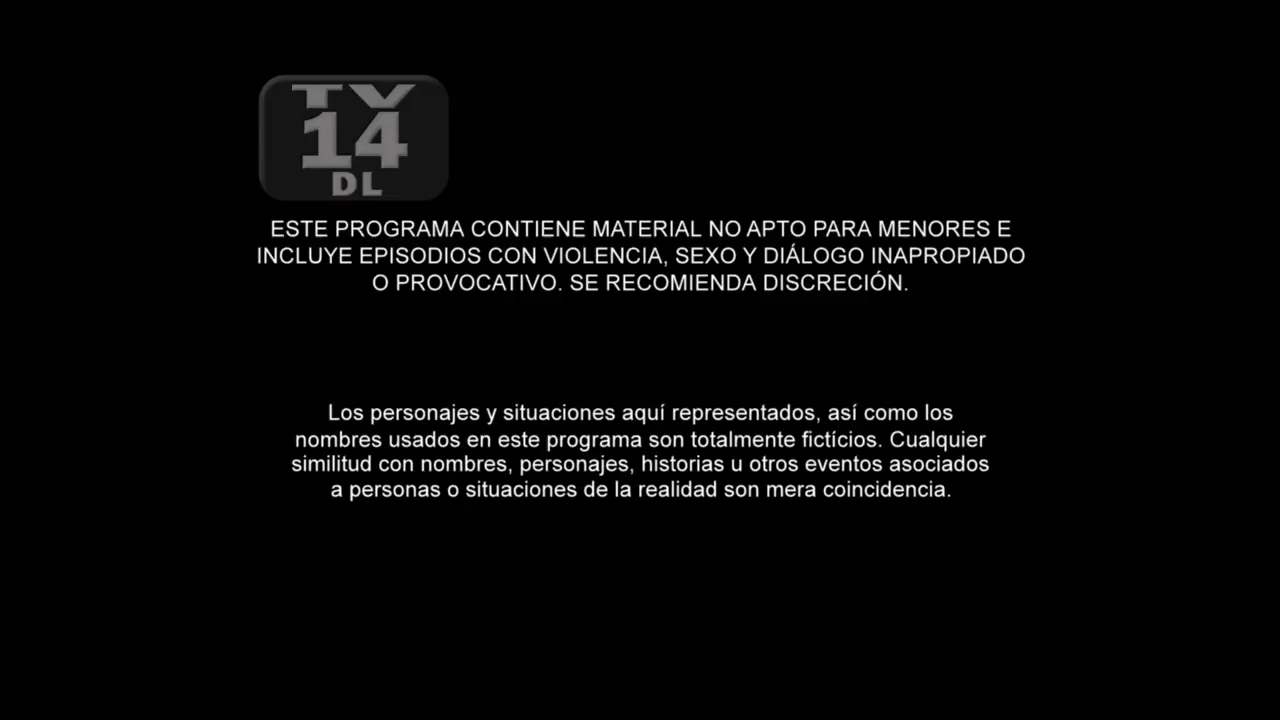 TV
14
DL
ESTE PROGRAMA CONTIENE MATERIAL NO APTO PARA MENORES E
INCLUYE EPISODIOS CON VIOLENCIA, SEXO Y DIÁLOGO INAPROPIADO
O PROVOCATIVO. SE RECOMIENDA DISCRECIÓN.
Los personajes y situaciones aquí representados, así como los
nombres usados en este programa son totalmente fictícios. Cualquier
similitud con nombres, personajes, historias u otros eventos asociados
a personas o situaciones de la realidad son mera coincidencia.